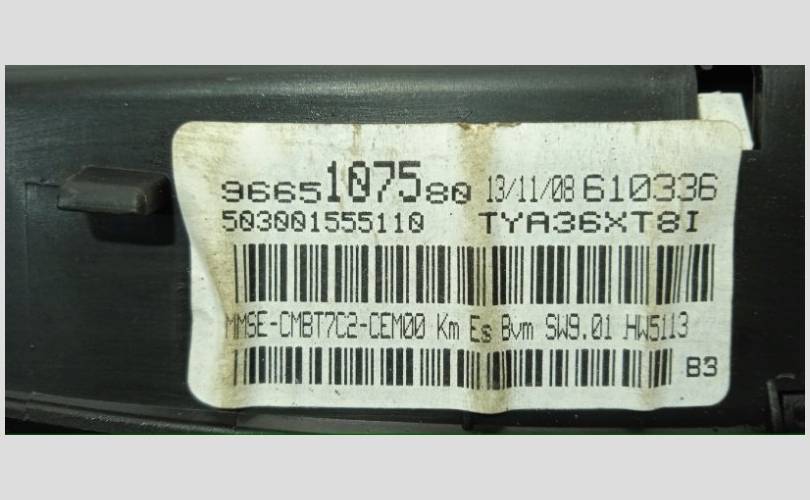 9665107580 13/11/08 610336
503001555110 TYA36XT8I
MMSE-CMBT7C2-CEM00 Km Es Bvm SW9.01 HW5113
B3